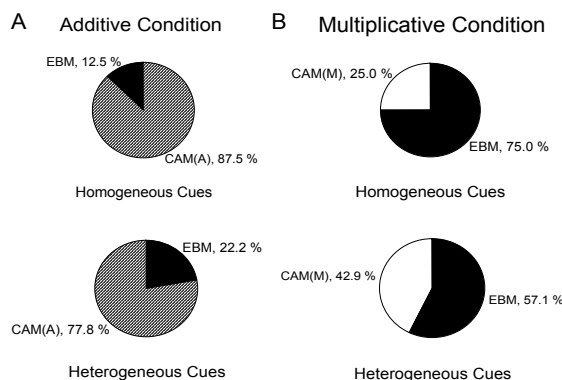 A Additive Condition
EBM, 12.5 %
CAM(A), 87.5 %
Homogeneous Cues
EBM, 22.2 %
CAM(A), 77.8 %
Heterogeneous Cues
B Multiplicative Condition
CAM(M), 25.0 %
EBM, 75.0 %
Homogeneous Cues
CAM(M), 42.9 %
EBM, 57.1 %
Heterogeneous Cues